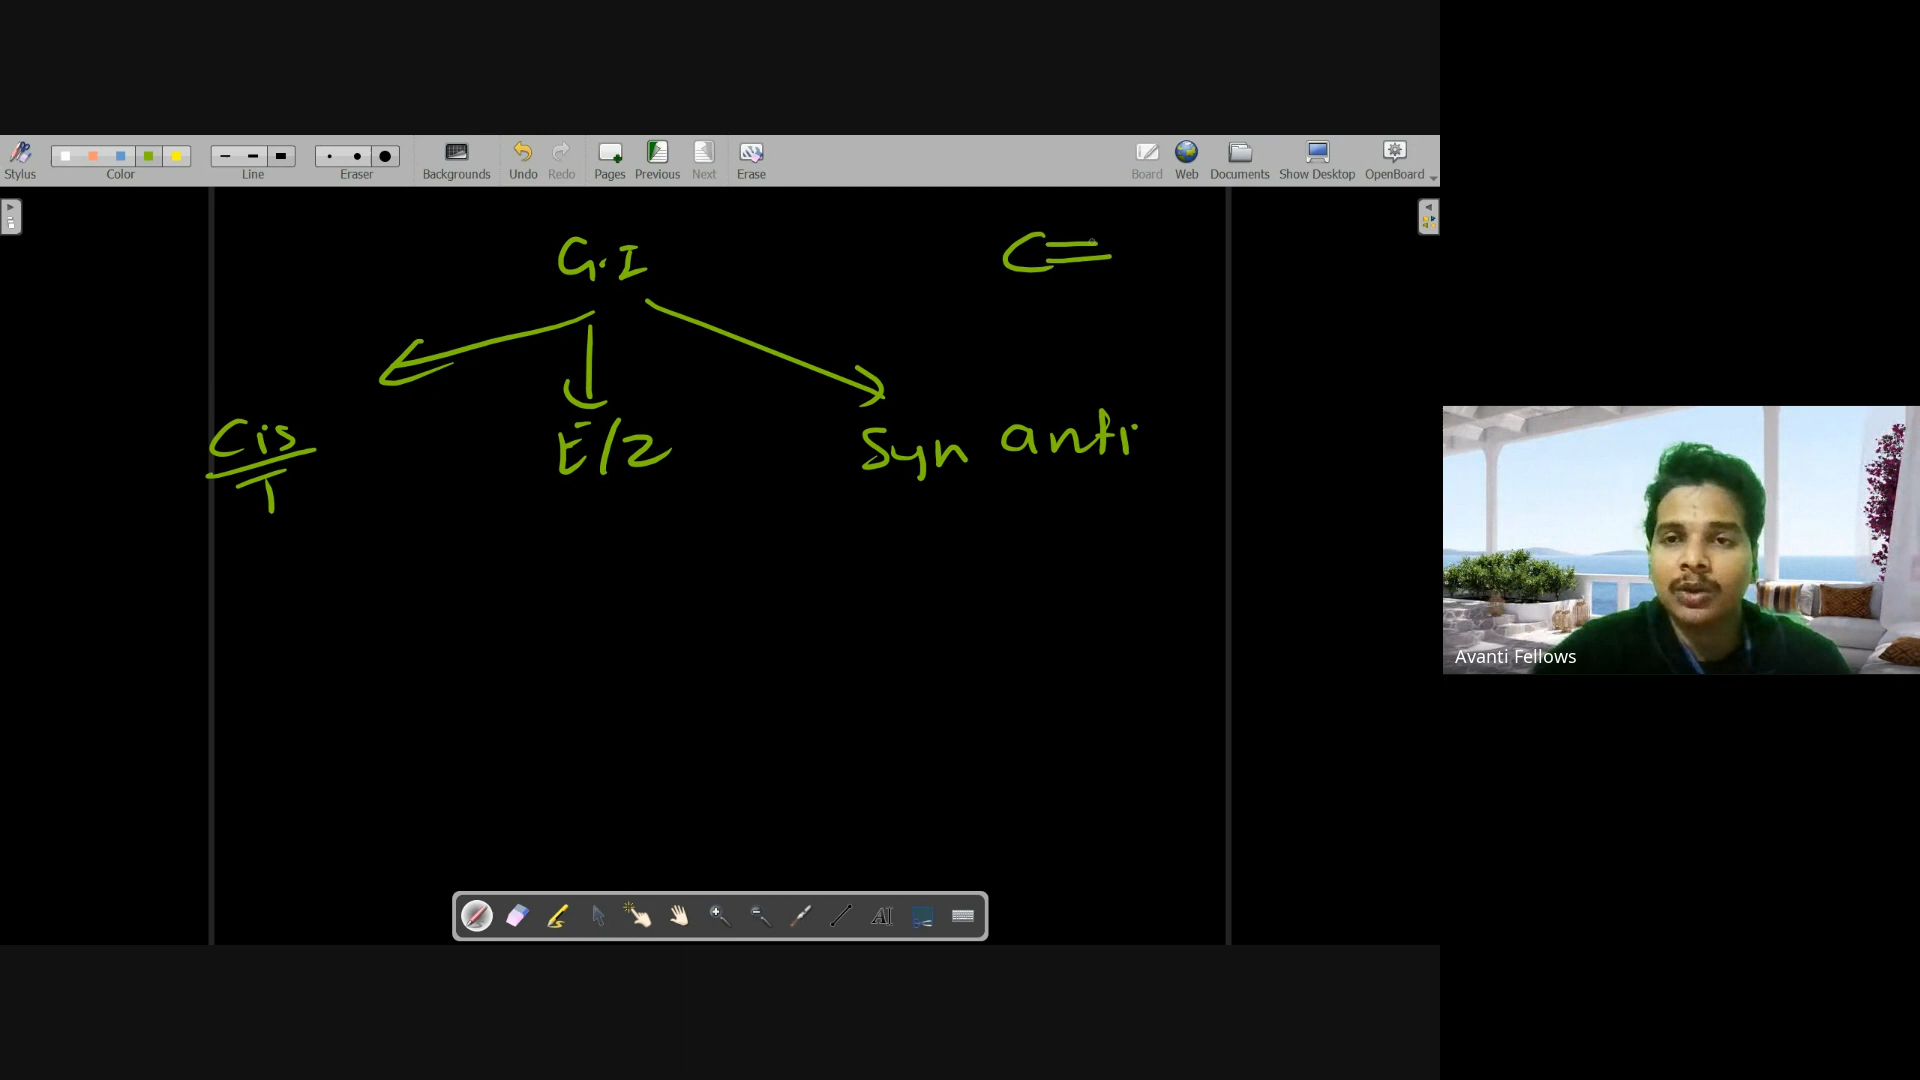 Stylus Color Line Eraser Backgrounds Undo Redo Pages Previous Next Erase Board Web Documents Show Desktop OpenBoard
G.I C=
Cis/T E/Z Syn anti
AI
Avanti Fellows